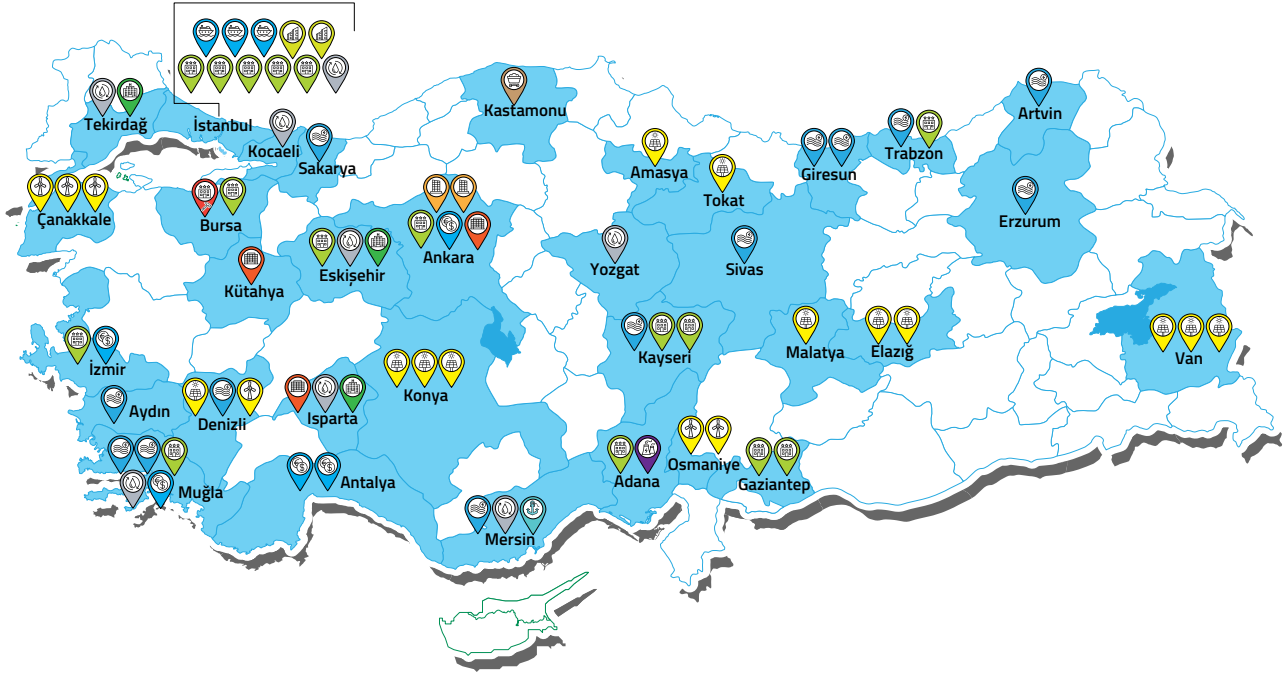 Kastamonu
Artvin
Tekirdağ
İstanbul
Kocaeli
Sakarya
Amasya
Tokat
Giresun
Trabzon
Çanakkale
Bursa
Ankara
Eskişehir
Kütahya
Yozgat
Sivas
Erzurum
İzmir
Kayseri
Malatya
Elazığ
Van
Aydın
Denizli
Isparta
Konya
Muğla
Antalya
Mersin
Adana
Osmaniye
Gaziantep